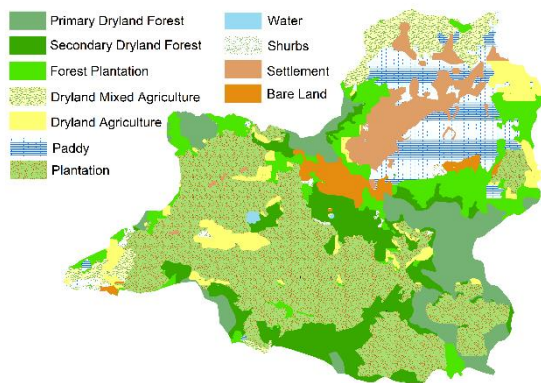 Primary Dryland Forest
Secondary Dryland Forest
Forest Plantation
Dryland Mixed Agriculture
Dryland Agriculture
Paddy
Plantation
Water
Shurbs
Settlement
Bare Land